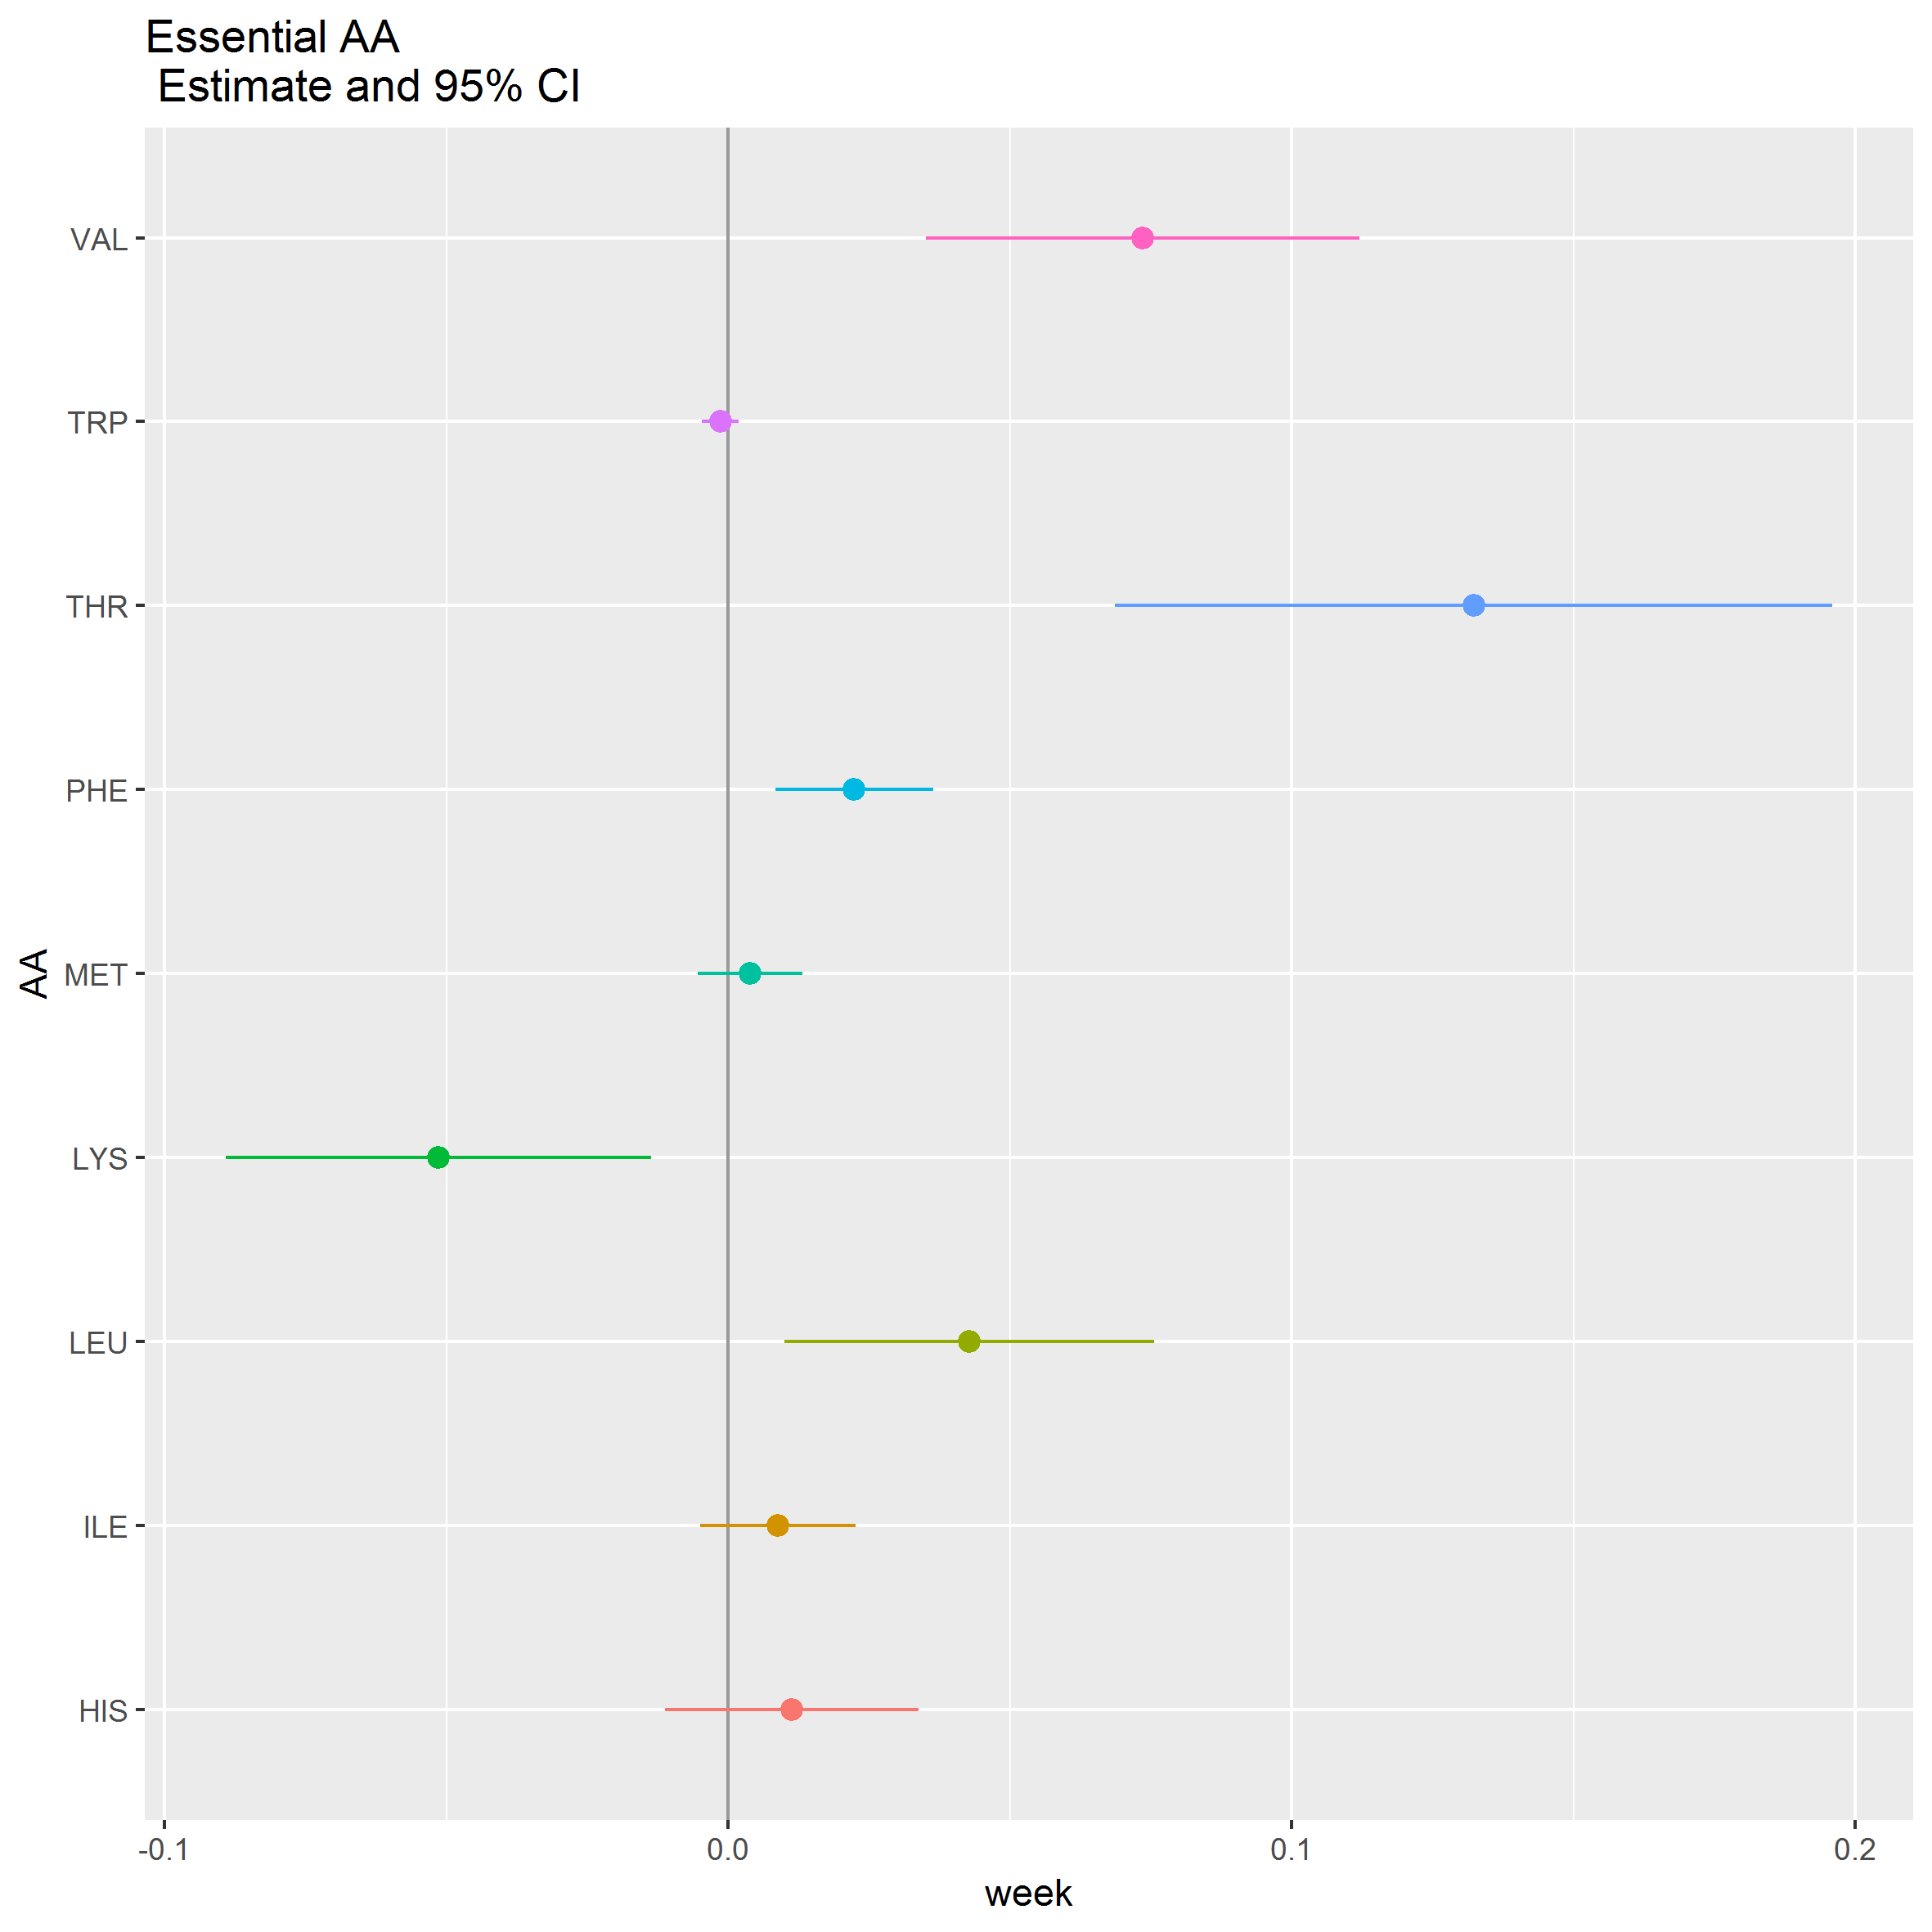 Essential AA
Estimate and 95% CI
VAL
TRP
THR
PHE
MET
LYS
LEU
ILE
HIS
AA
-0.1 0.0 0.1 0.2
week